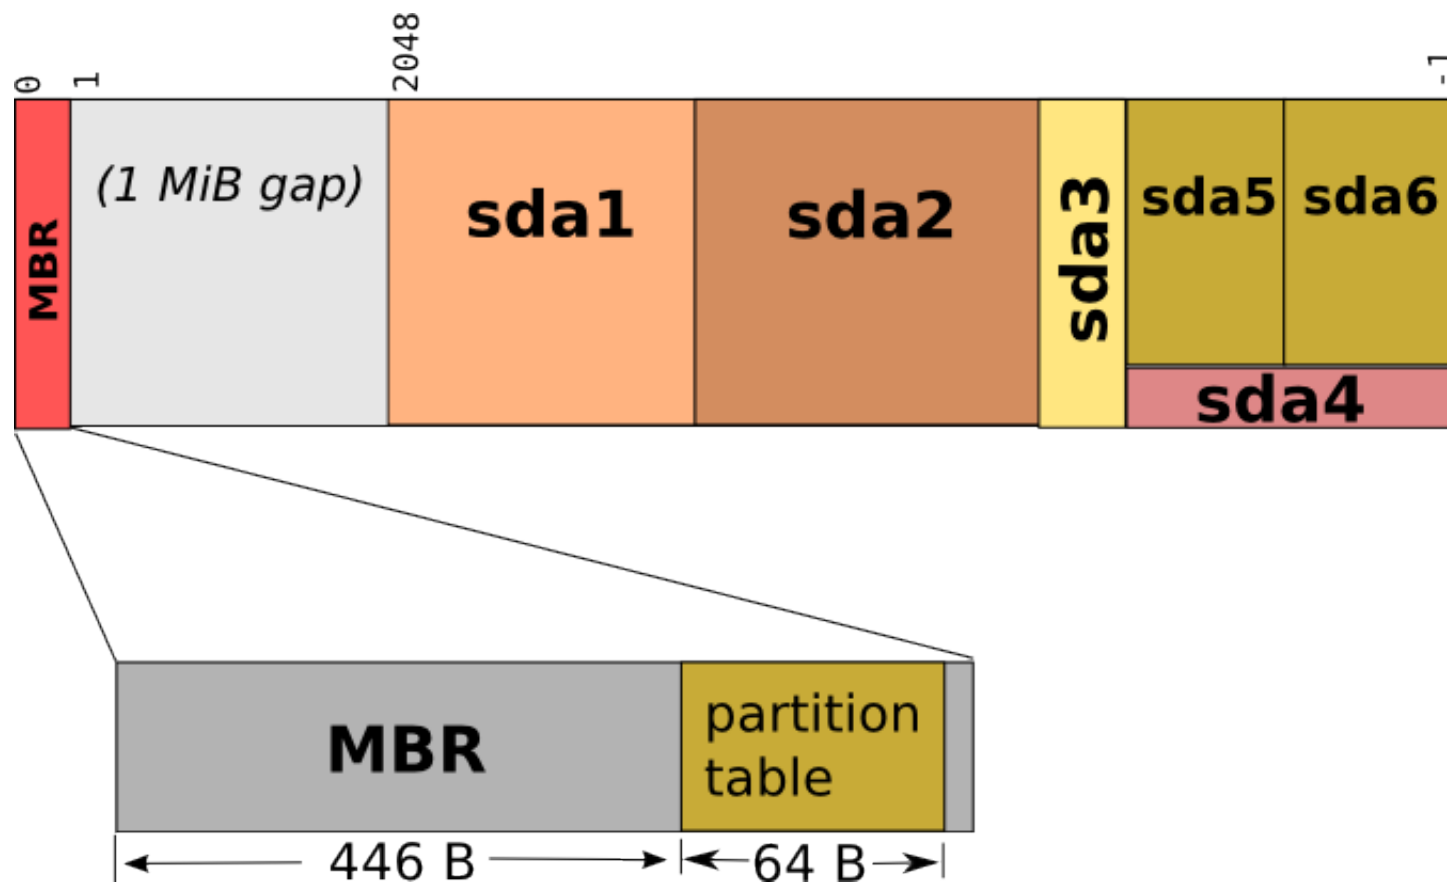 0
1
2048
-1
MBR
(1 MiB gap)
sda1
sda2
sda3
sda5
sda6
sda4
MBR
partition
table
446 B
64 B